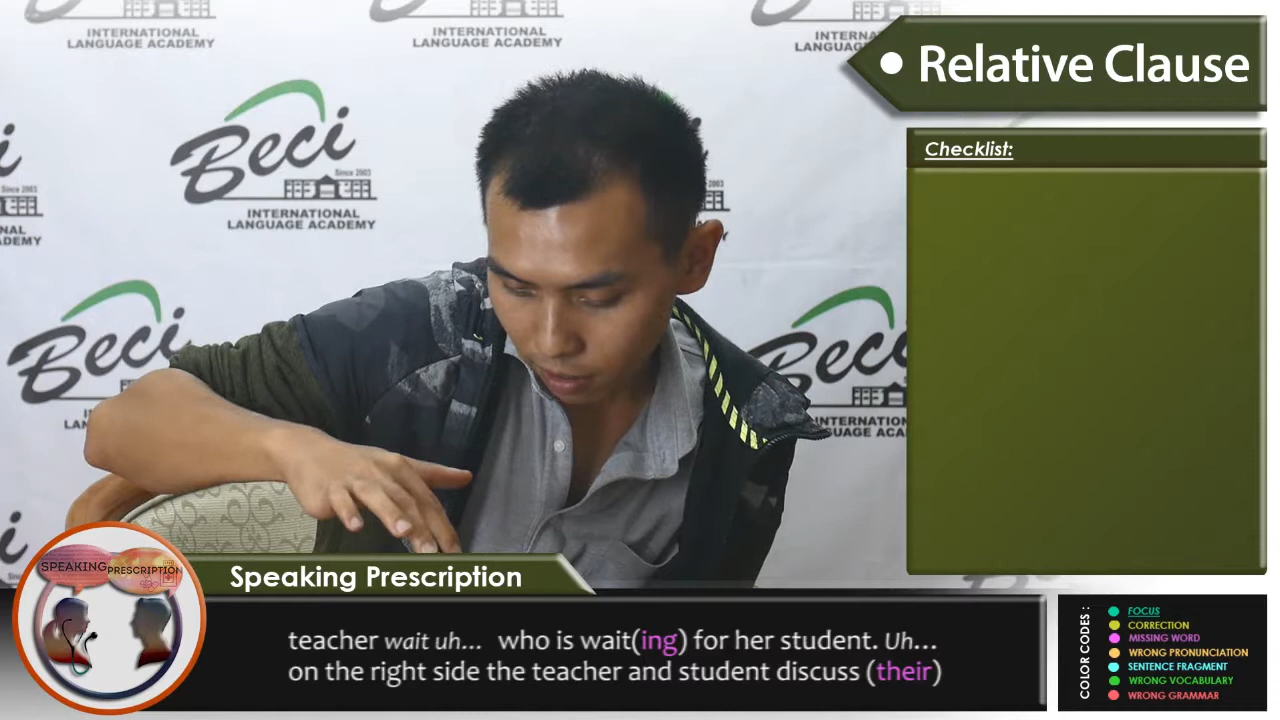 INTERNATIONAL
LANGUAGE ACADEMY
INTERNATIONAL
LANGUAGE ACADEMY
INTERNATIONAL
Relative Clause
Checklist:
Beci
Since 2003
INTERNATIONAL
LANGUAGE ACADEMY
Beci
Beci
INTERNATIONAL
SPEAKING
PRESCRIPTION
Speaking Prescription
teacher wait uh... who is wait(ing) for her student. Uh...
on the right side the teacher and student discuss (their)
COLOR CODES :
FOCUS
CORRECTION
MISSING WORD
WRONG PRONUNCIATION
SENTENCE FRAGMENT
WRONG VOCABULARY
WRONG GRAMMAR